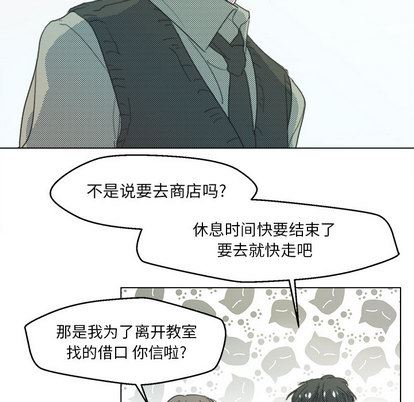 不是说要去商店吗?
休息时间快要结束了
要去就快走吧
那是我为了离开教室
找的借口 你信啦?